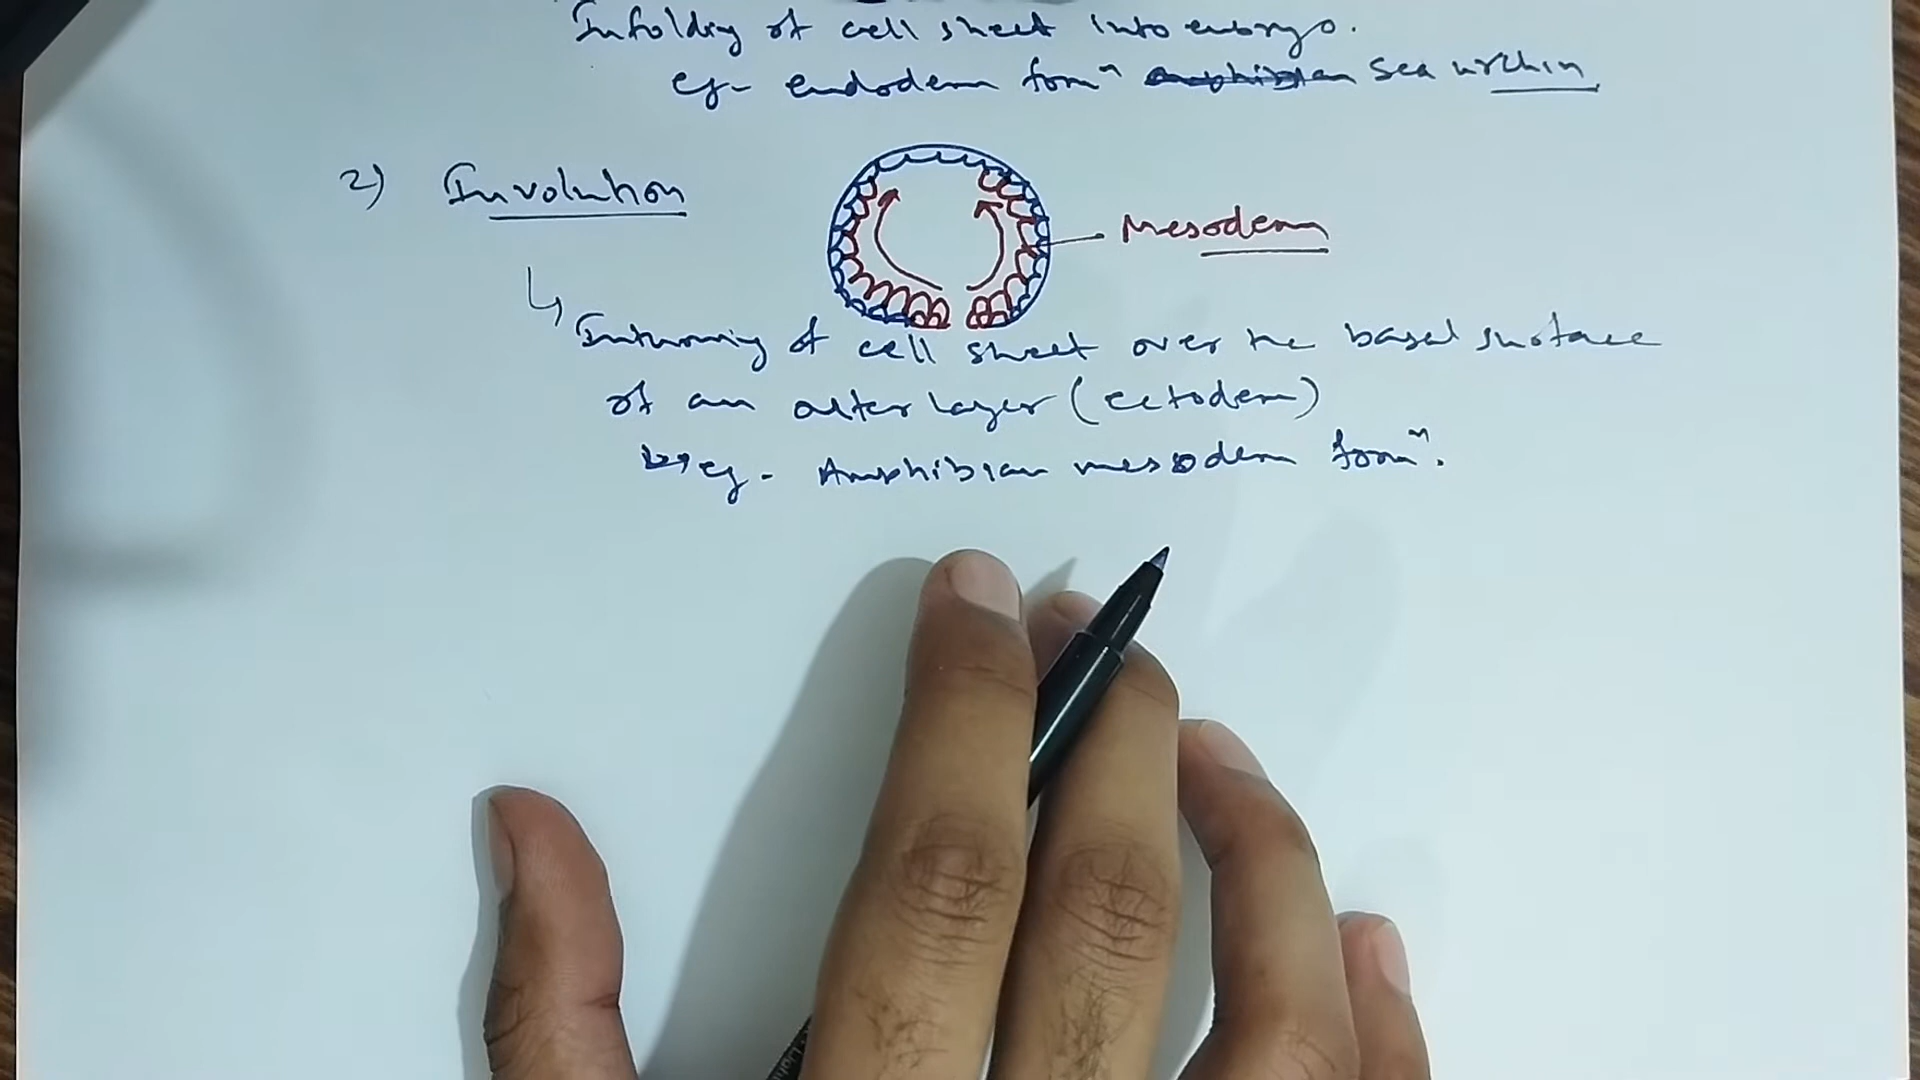 Infolding of cell sheet into embryo.
eg- endoderm formⁿ amphibian sea urchin
2) Involution
Mesoderm
↳ Inturning of cell sheet over the basal surface
of an outer layer (ectoderm)
↳ eg. Amphibian mesoderm formⁿ.